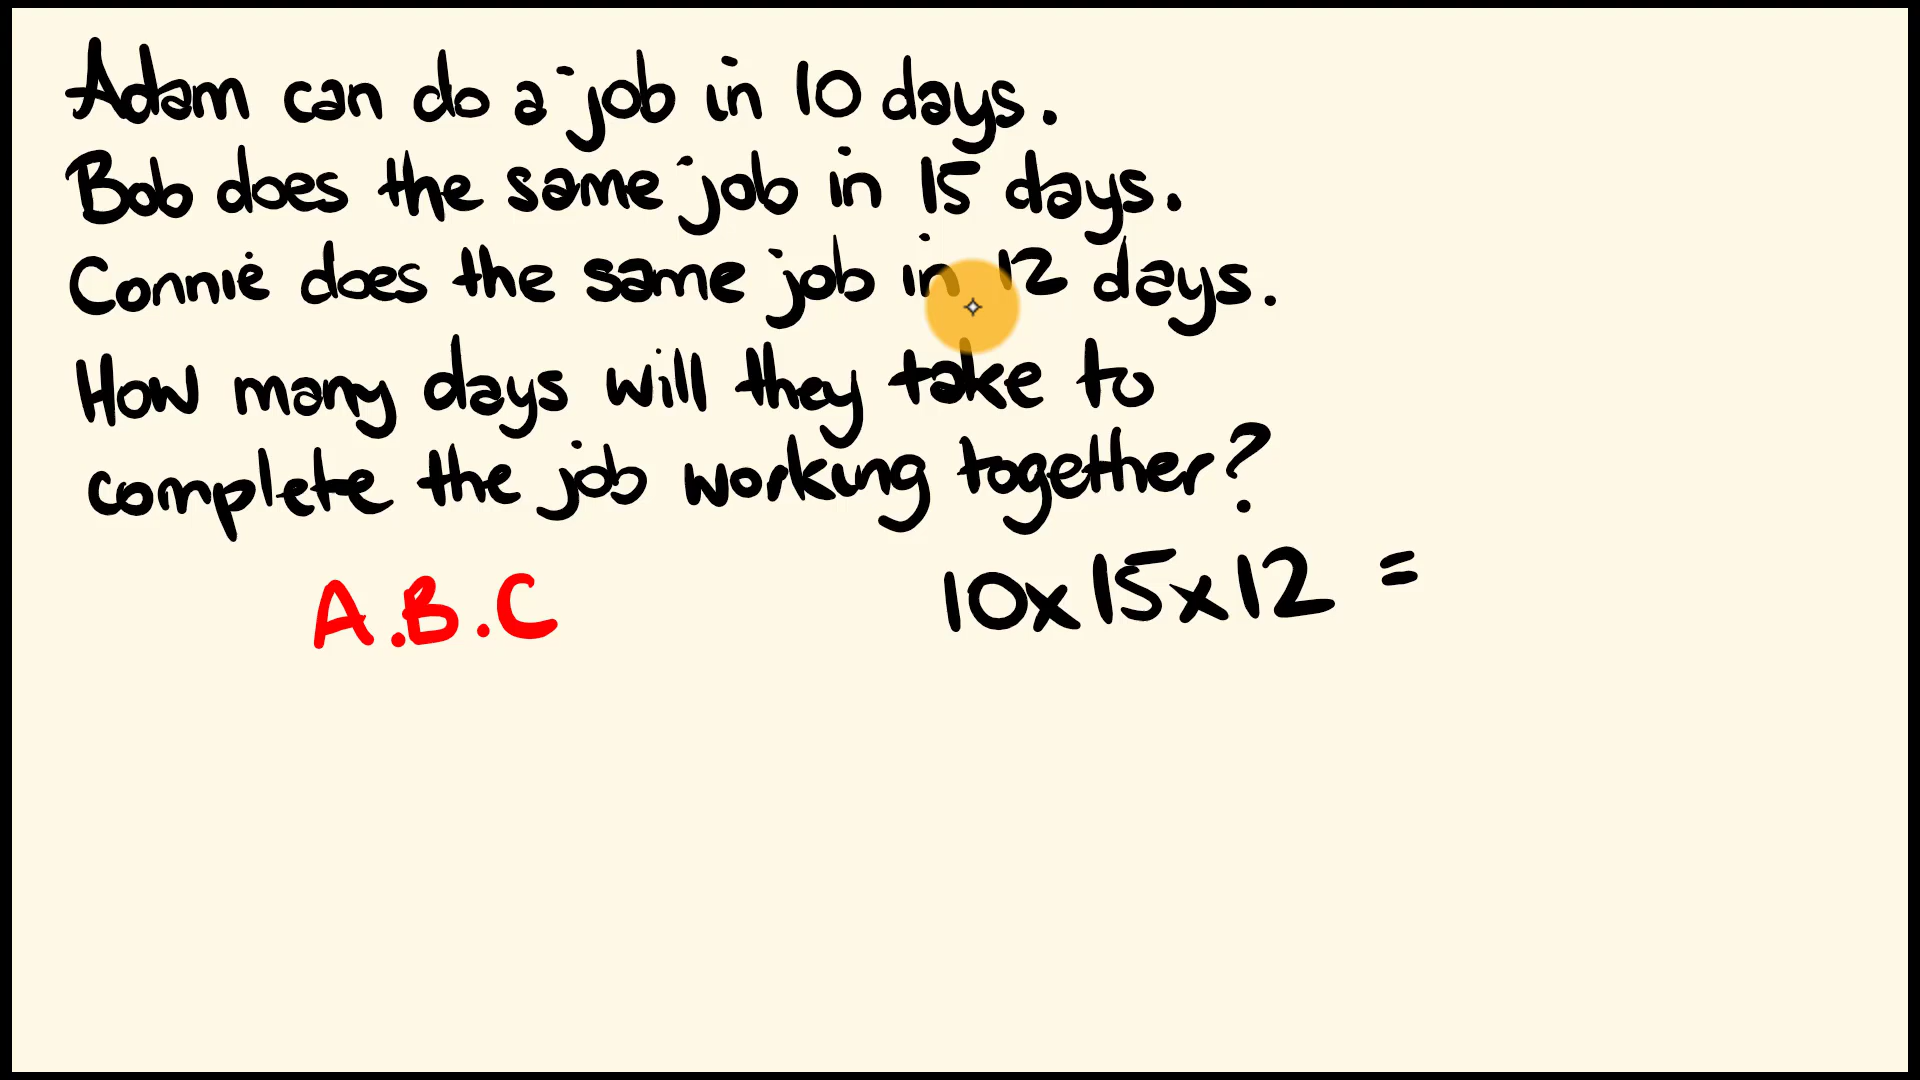 Adam can do a job in 10 days.
Bob does the same job in 15 days.
Connie does the same job in 12 days.
How many days will they take to
complete the job working together?
A.B.C 10x15x12 =